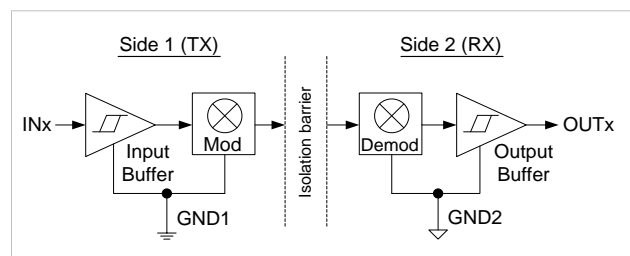 Side 1 (TX)
Side 2 (RX)
INx
Input
Buffer
Mod
GND1
Isolation barrier
Demod
Output
Buffer
OUTx
GND2